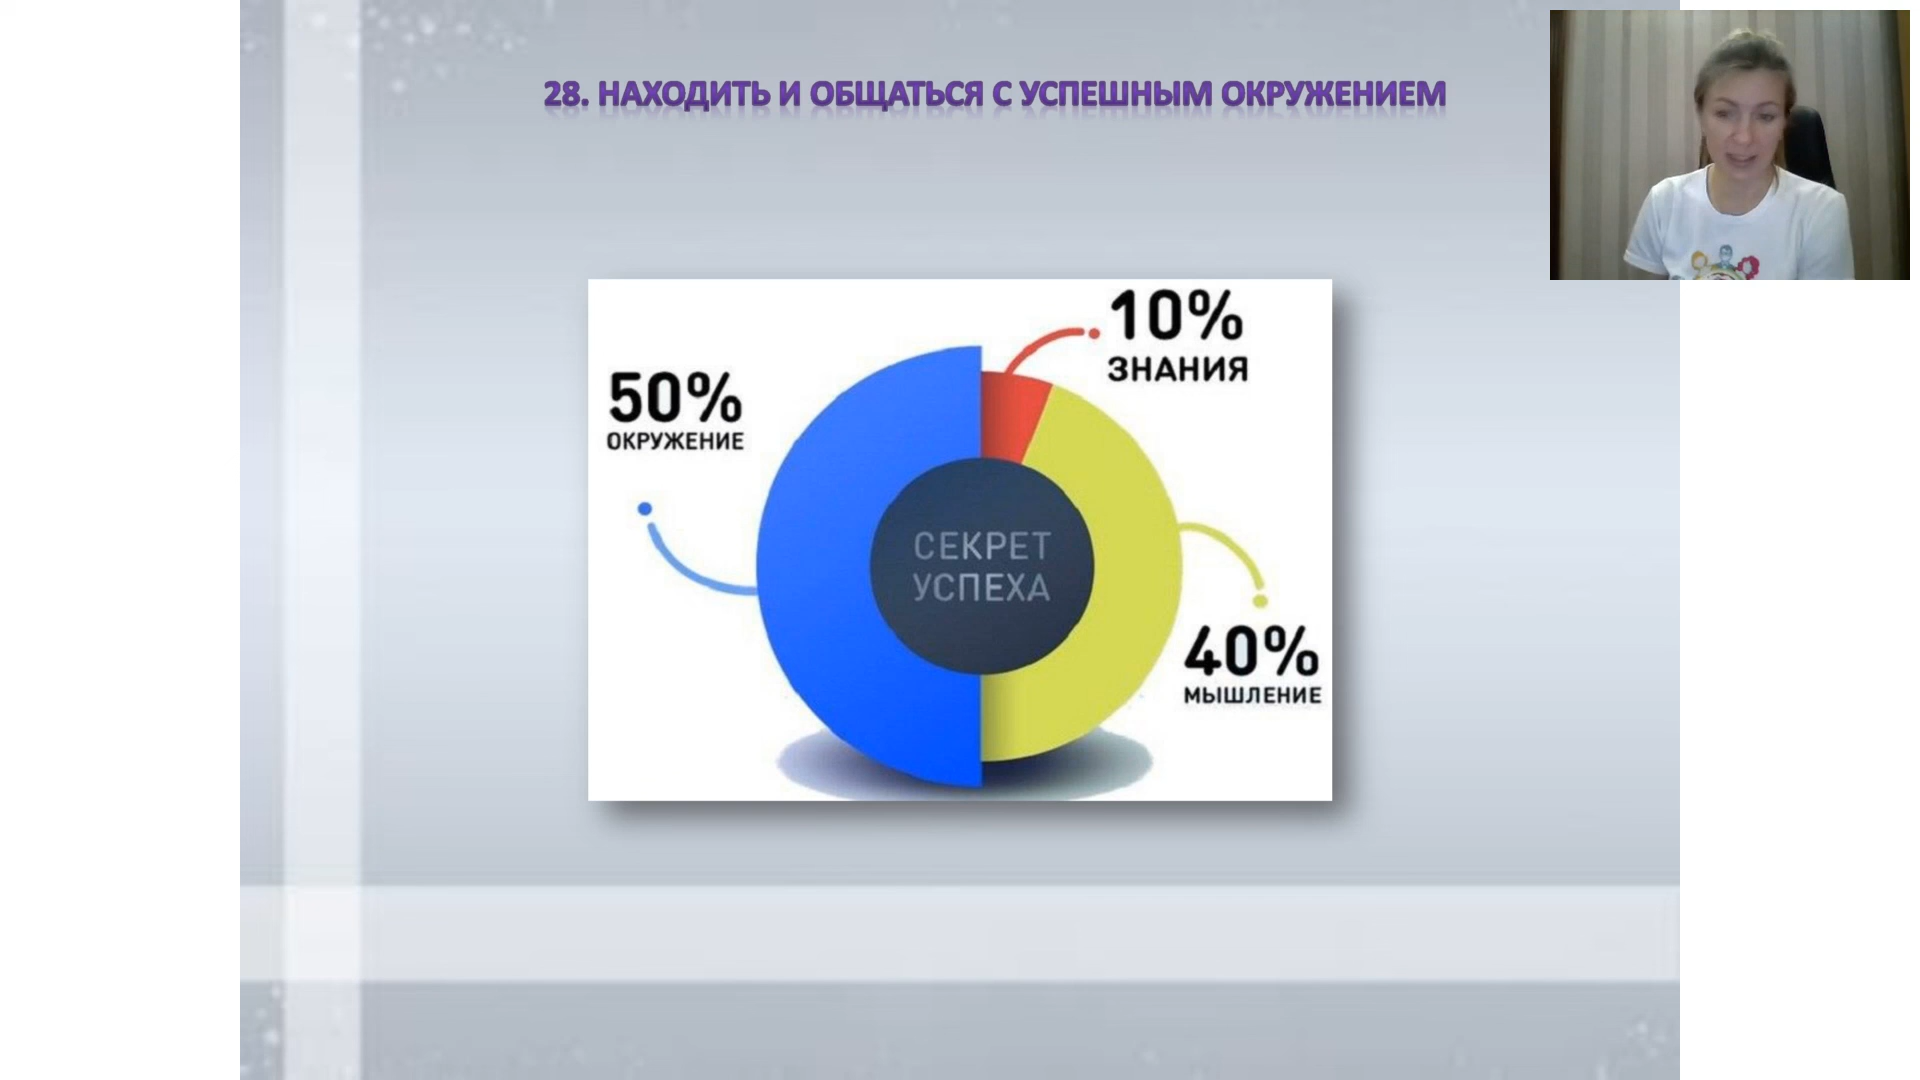 28. НАХОДИТЬ И ОБЩАТЬСЯ С УСПЕШНЫМ ОКРУЖЕНИЕМ
10%
ЗНАНИЯ
50%
ОКРУЖЕНИЕ
СЕКРЕТ
УСПЕХА
40%
МЫШЛЕНИЕ